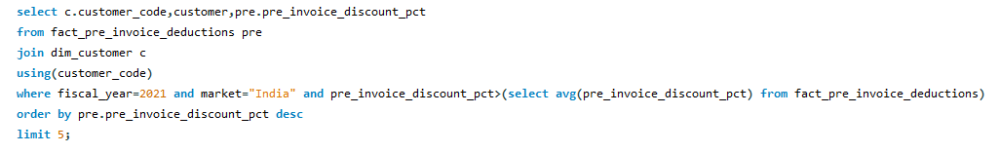 select c.customer_code,customer,pre.pre_invoice_discount_pct
from fact_pre_invoice_deductions pre
join dim_customer c
using(customer_code)
where fiscal_year=2021 and market="India" and pre_invoice_discount_pct>(select avg(pre_invoice_discount_pct) from fact_pre_invoice_deductions)
order by pre.pre_invoice_discount_pct desc
limit 5;